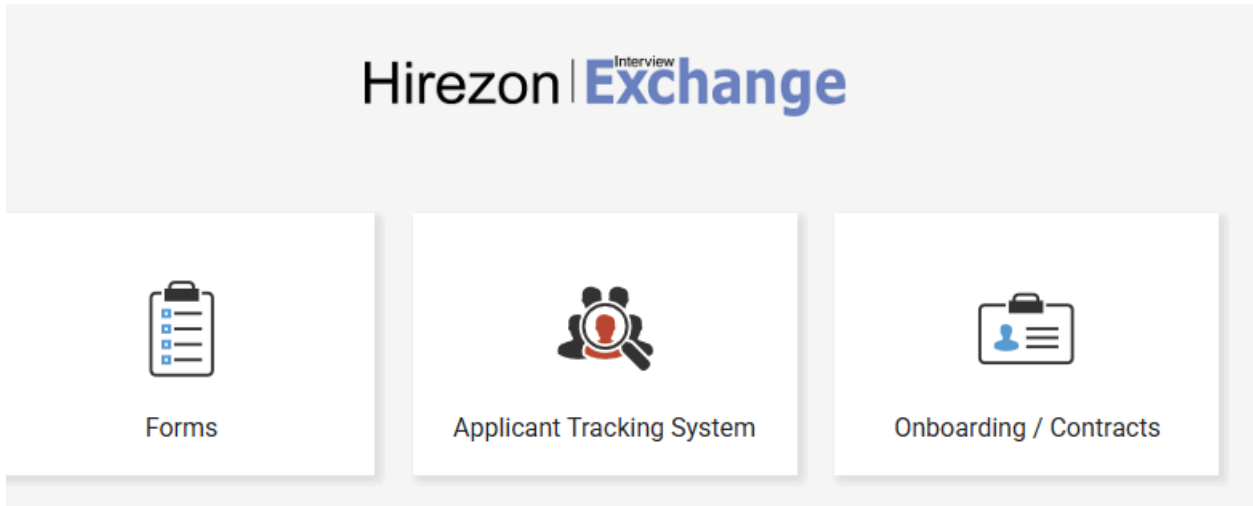 Hirezon | Interview Exchange
Forms
Applicant Tracking System
Onboarding / Contracts